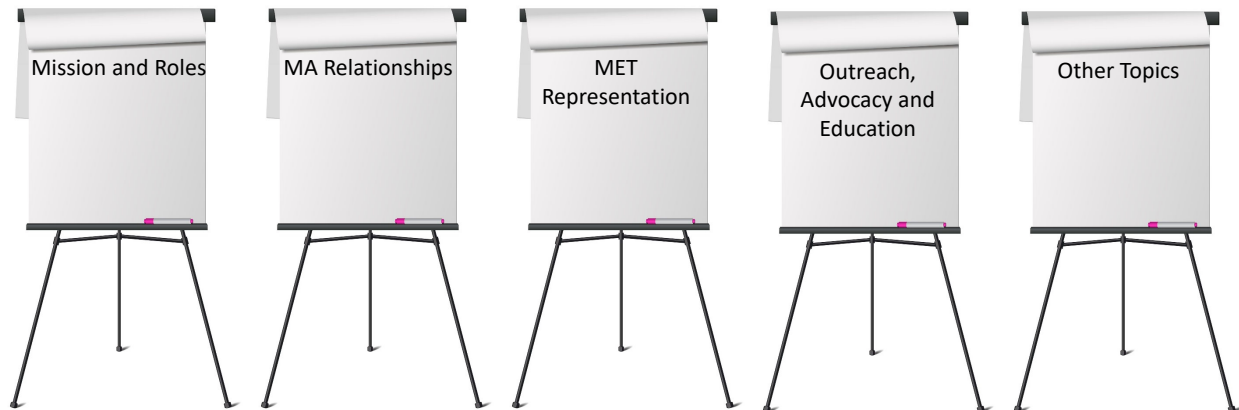 Mission and Roles
MA Relationships
MET
Representation
Outreach,
Advocacy and
Education
Other Topics